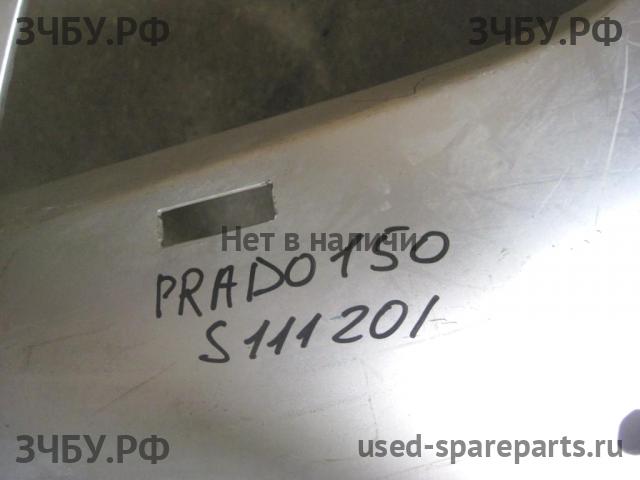 ЗЧБУ.РФ
ЗЧБУ.РФ
Нет в наличии
PRADO 150
S111201
ЗЧБУ.РФ
used-spareparts.ru